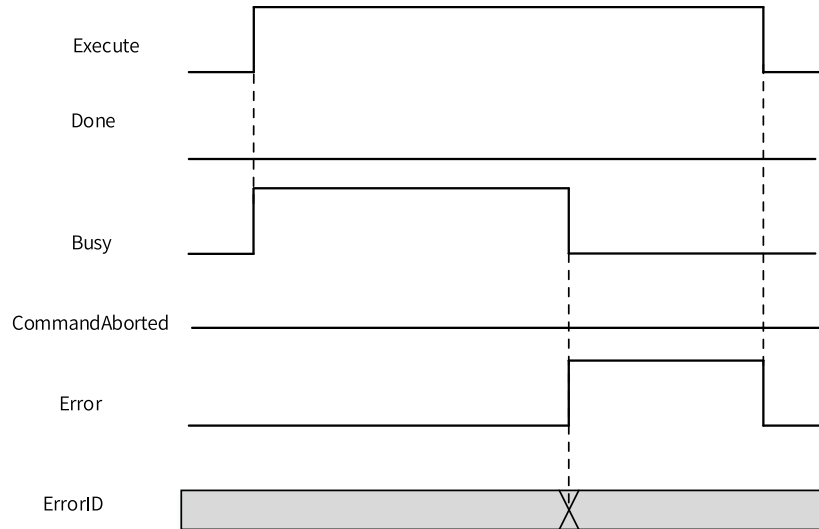 Execute
Done
Busy
CommandAborted
Error
ErrorID